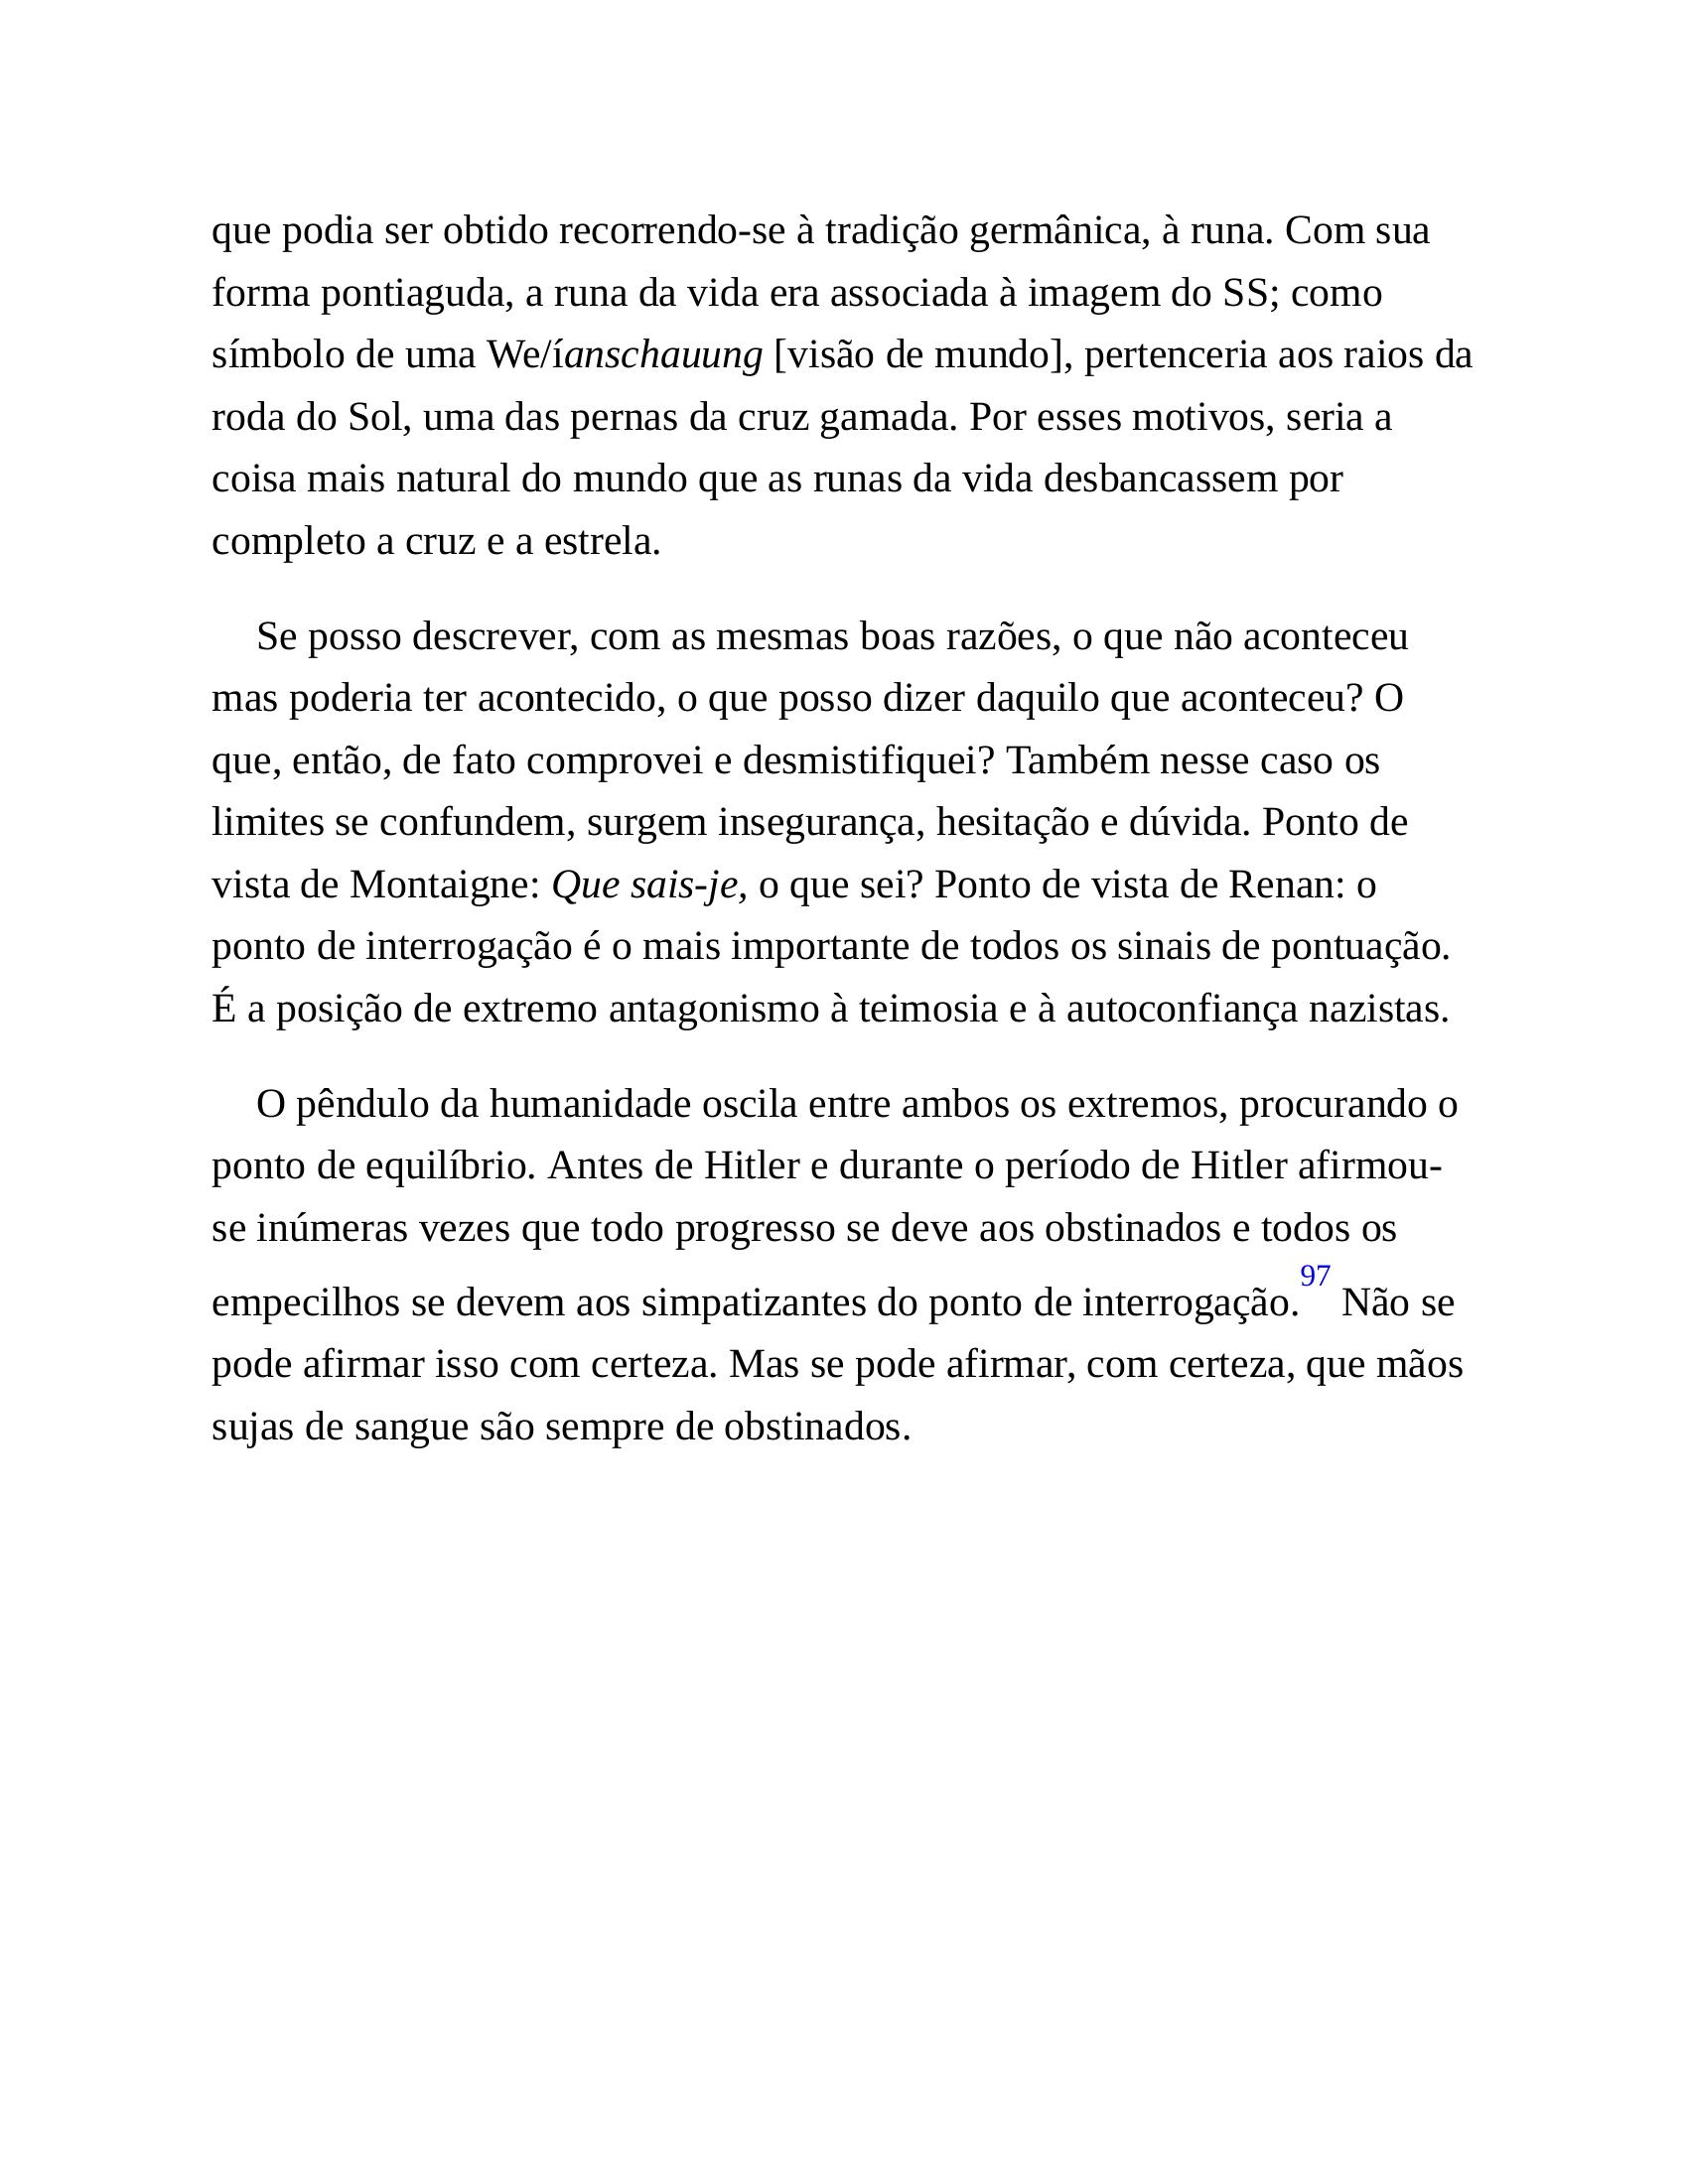 que podia ser obtido recorrendo-se à tradição germânica, à runa. Com sua
forma pontiaguda, a runa da vida era associada à imagem do SS; como
símbolo de uma We/íanschauung [visão de mundo], pertenceria aos raios da
roda do Sol, uma das pernas da cruz gamada. Por esses motivos, seria a
coisa mais natural do mundo que as runas da vida desbancassem por
completo a cruz e a estrela.
Se posso descrever, com as mesmas boas razões, o que não aconteceu
mas poderia ter acontecido, o que posso dizer daquilo que aconteceu? O
que, então, de fato comprovei e desmistifiquei? Também nesse caso os
limites se confundem, surgem insegurança, hesitação e dúvida. Ponto de
vista de Montaigne: Que sais-je, o que sei? Ponto de vista de Renan: o
ponto de interrogação é o mais importante de todos os sinais de pontuação.
É a posição de extremo antagonismo à teimosia e à autoconfiança nazistas.
O pêndulo da humanidade oscila entre ambos os extremos, procurando o
ponto de equilíbrio. Antes de Hitler e durante o período de Hitler afirmou-
se inúmeras vezes que todo progresso se deve aos obstinados e todos os
empecilhos se devem aos simpatizantes do ponto de interrogação.97 Não se
pode afirmar isso com certeza. Mas se pode afirmar, com certeza, que mãos
sujas de sangue são sempre de obstinados.